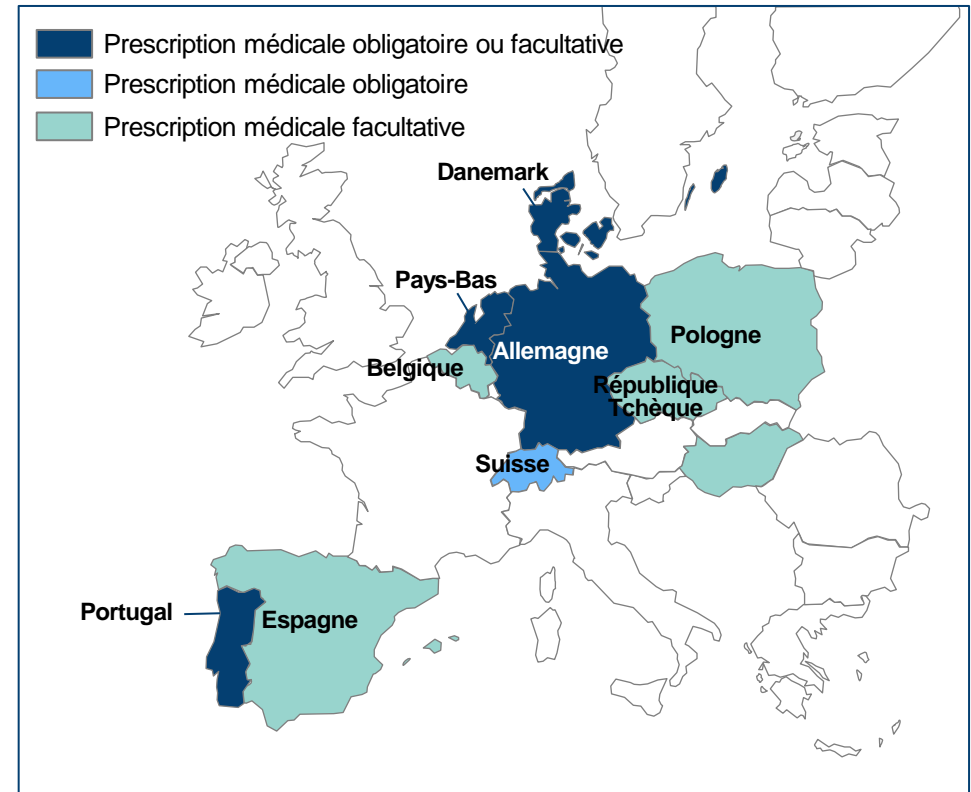 Prescription médicale obligatoire ou facultative
Prescription médicale obligatoire
Prescription médicale facultative
Danemark
Pays-Bas
Pologne
Allemagne
Belgique
République
Tchèque
Suisse
Portugal
Espagne